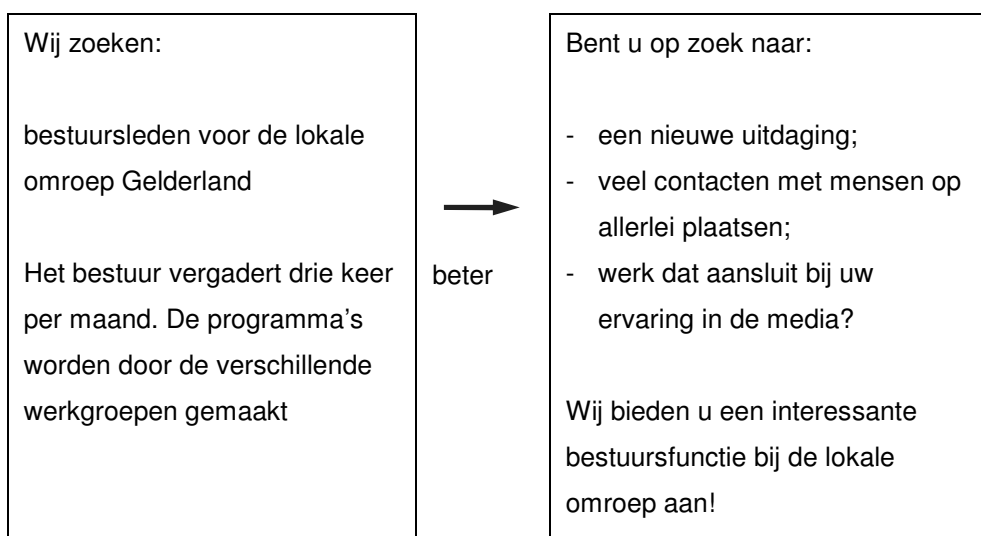 Wij zoeken:
bestuursleden voor de lokale
omroep Gelderland
Het bestuur vergadert drie keer
per maand. De programma's
worden door de verschillende
werkgroepen gemaakt
beter
Bent u op zoek naar:
- een nieuwe uitdaging;
- veel contacten met mensen op
allerlei plaatsen;
- werk dat aansluit bij uw
ervaring in de media?
Wij bieden u een interessante
bestuursfunctie bij de lokale
omroep aan!